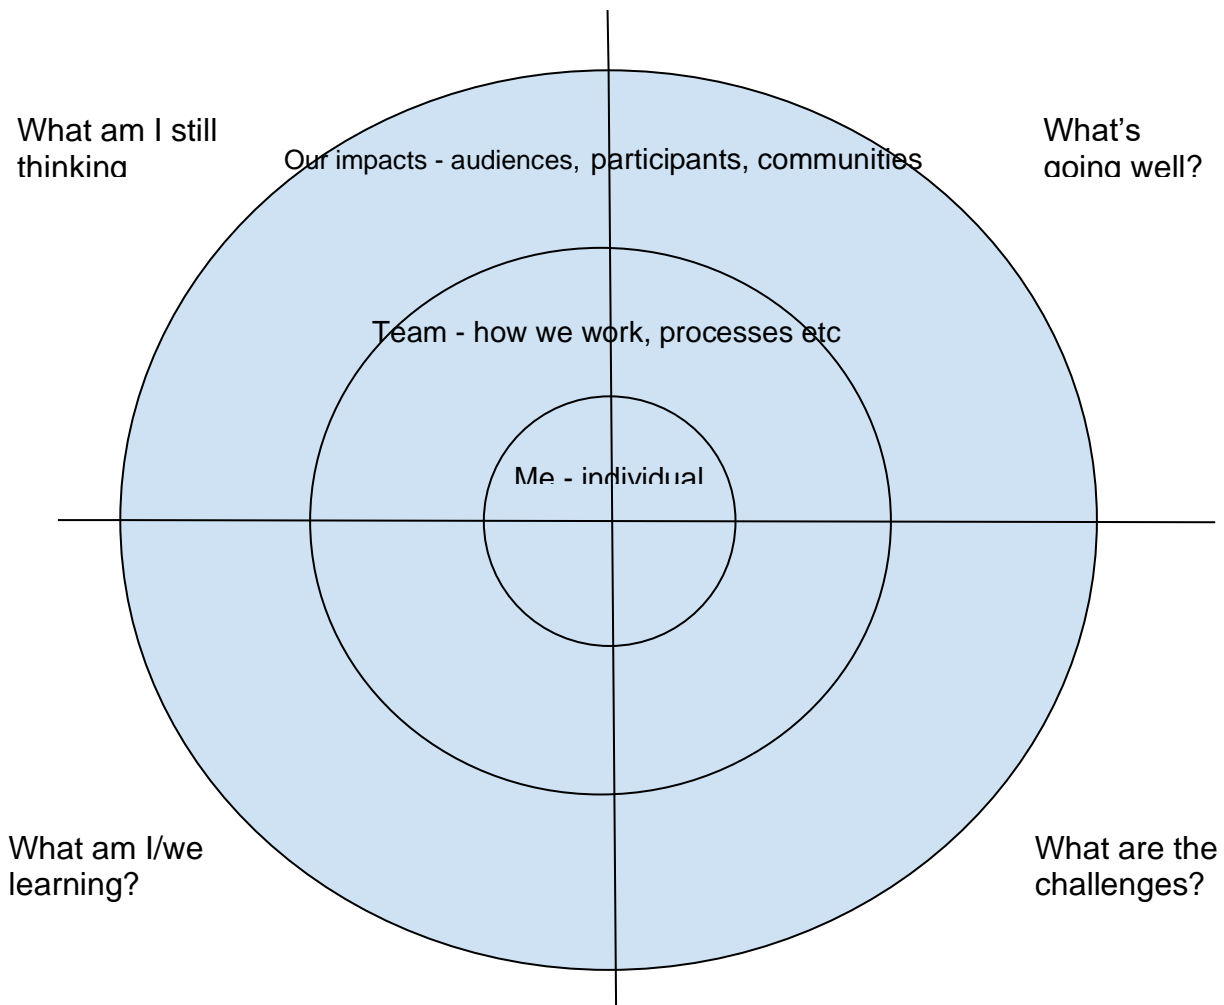 What am I still
thinking
What's
going well?
Our impacts - audiences, participants, communities
Team - how we work, processes etc
Me - individual
What am I/we
learning?
What are the
challenges?